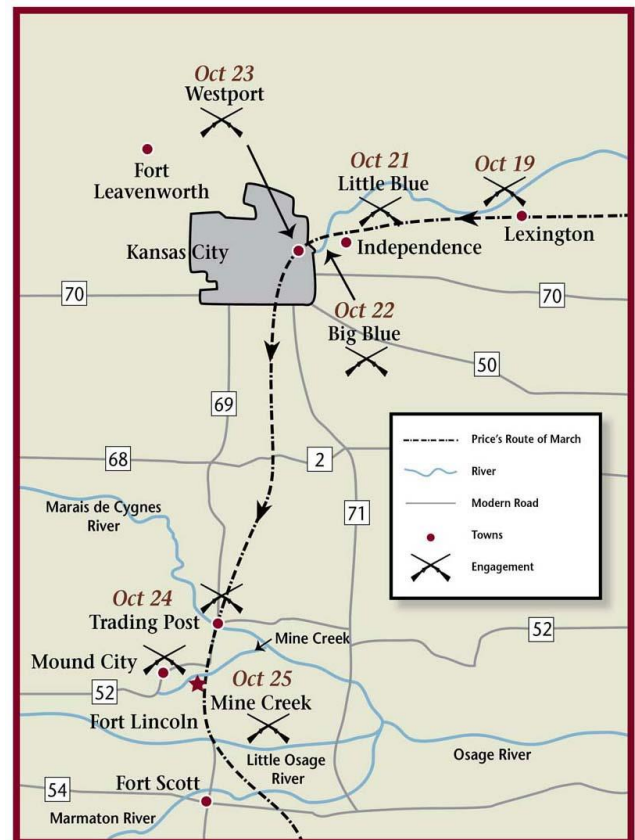 Oct 23
Westport
Fort
Leavenworth
Oct 21
Little Blue
Oct 19
Lexington
Kansas City
Independence
70
70
Oct 22
Big Blue
50
69
68
2
71
Price's Route of March
River
Modern Road
Towns
Engagement
Marais de Cygnes
River
Oct 24
Trading Post
52
Mine Creek
Mound City
52
Oct 25
Mine Creek
Fort Lincoln
Little Osage
River
Osage River
54
Fort Scott
Marmaton River